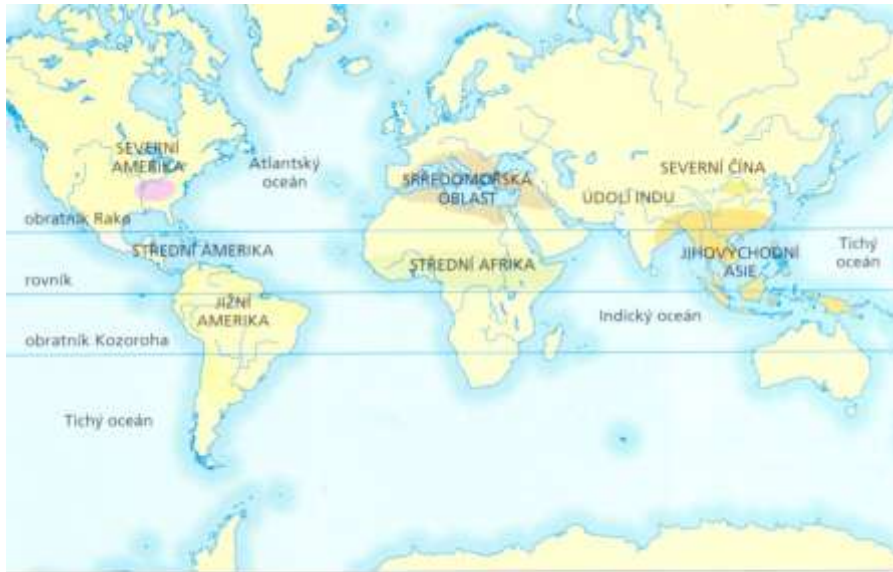 SEVERNÍ
AMERIKA
Atlantský
oceán
SŘŘEDOMOŘSKÁ
OBLAST
SEVERNÍ ČÍNA
ÚDOLÍ INDU
obratník Raka
STŘEDNÍ AMERIKA
STŘEDNÍ AFRIKA
JIHOVÝCHODNÍ
ASIE
Tichý
oceán
rovník
JIŽNÍ
AMERIKA
Indický oceán
obratník Kozoroha
Tichý oceán